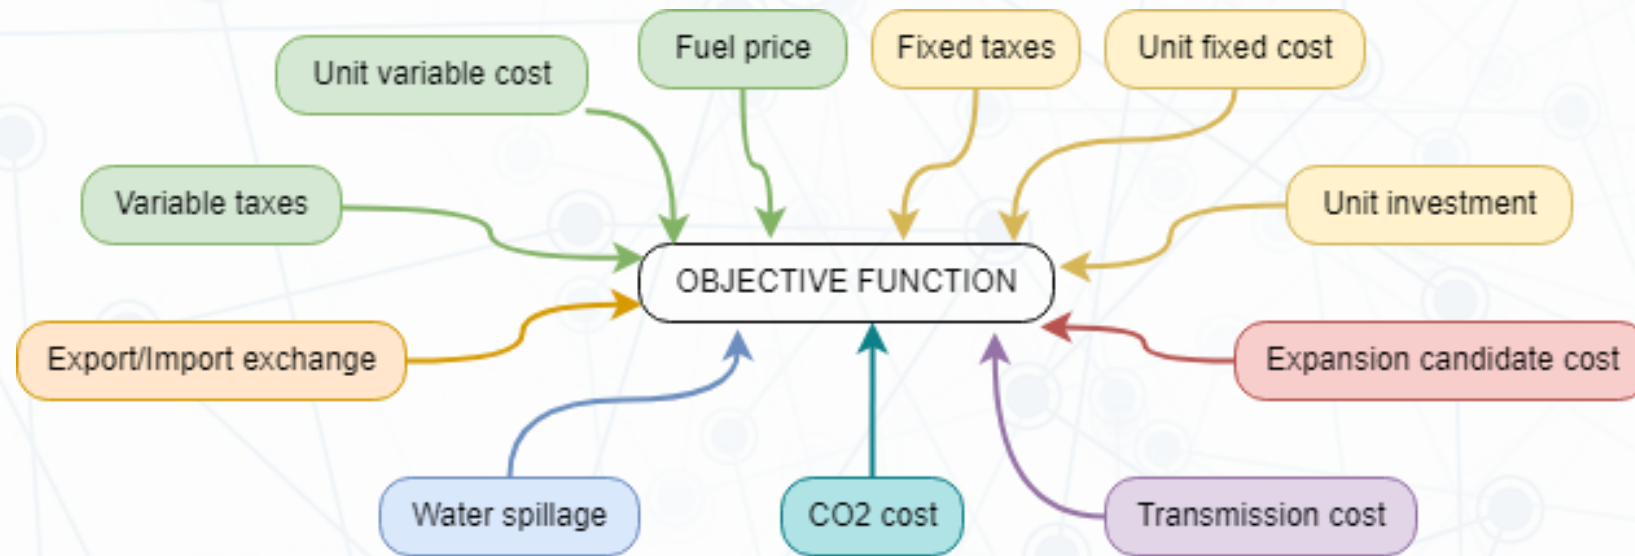 Fuel price
Fixed taxes
Unit fixed cost
Unit variable cost
Variable taxes
Unit investment
OBJECTIVE FUNCTION
Export/Import exchange
Expansion candidate cost
Water spillage
CO2 cost
Transmission cost